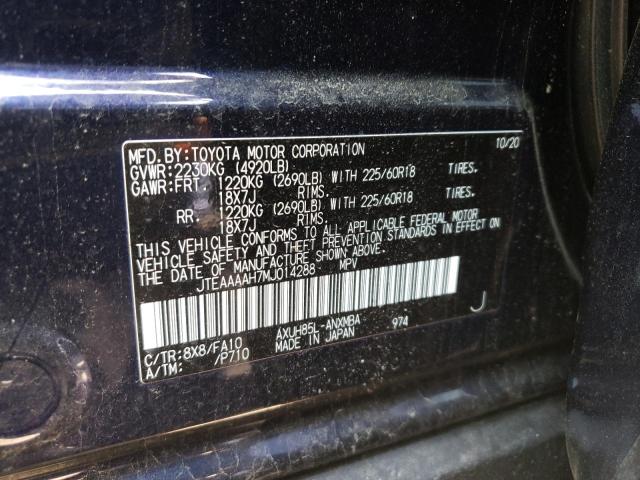 MFD.BY:TOYOTA MOTOR CORPORATION 10/20
GVWR:2230KG (4920LB)
GAWR:FRT. 1220KG (2690LB) WITH 225/60R18 TIRES.
18X7J RIMS.
RR. 1220KG (2690LB) WITH 225/60R18 TIRES.
18X7J RIMS.
THIS VEHICLE CONFORMS TO ALL APPLICABLE FEDERAL MOTOR
VEHICLE SAFETY AND THEFT PREVENTION STANDARDS IN EFFECT ON
THE DATE OF MANUFACTURE SHOWN ABOVE.
JTEAAAAH7MJ014288 MPV
J
C/TR:8X8/FA10 AXUH85L-ANXMBA 974
A/TM: /P710 MADE IN JAPAN